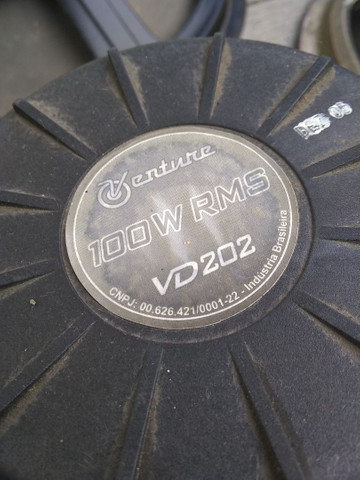 Venture
100W RMS
VD202
CNPJ: 00.626.421/0001-22 - Indústria Brasileira